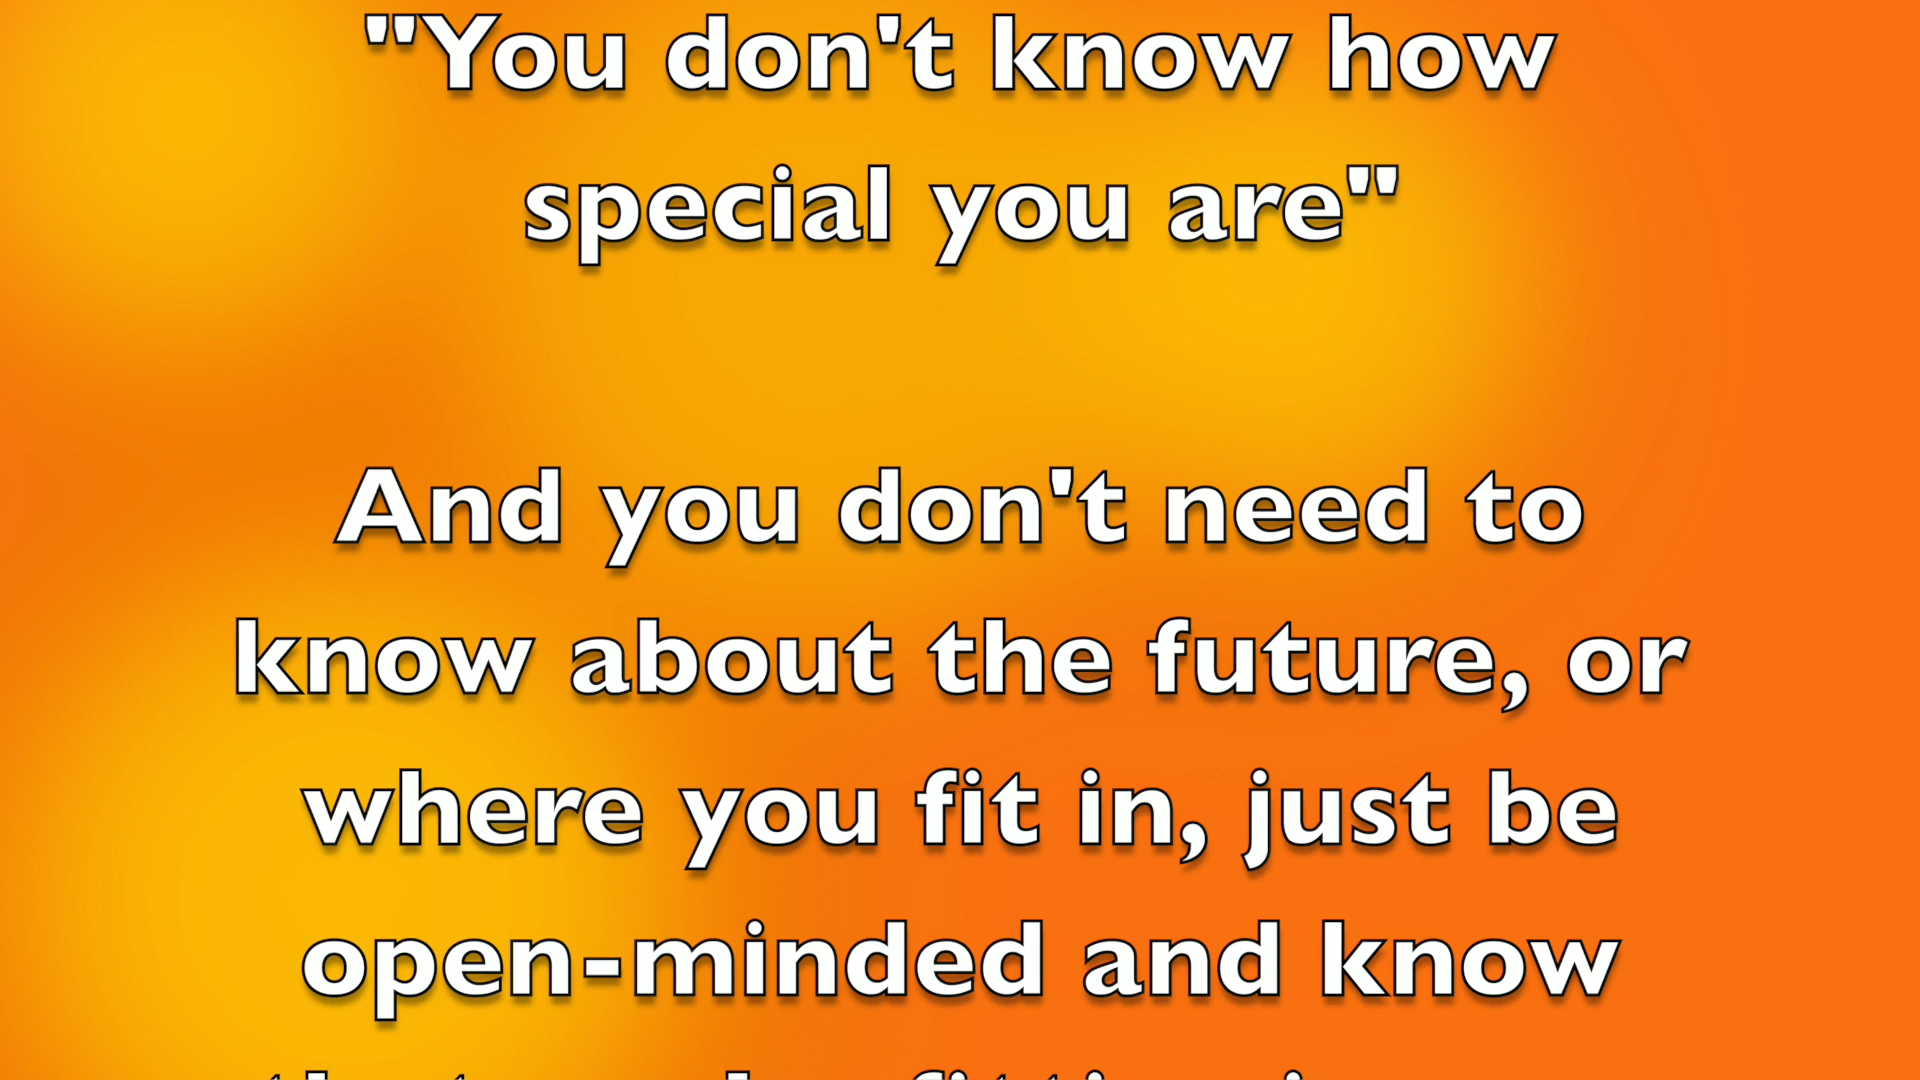 "You don't know how
special you are"
And you don't need to
know about the future, or
where you fit in, just be
open-minded and know